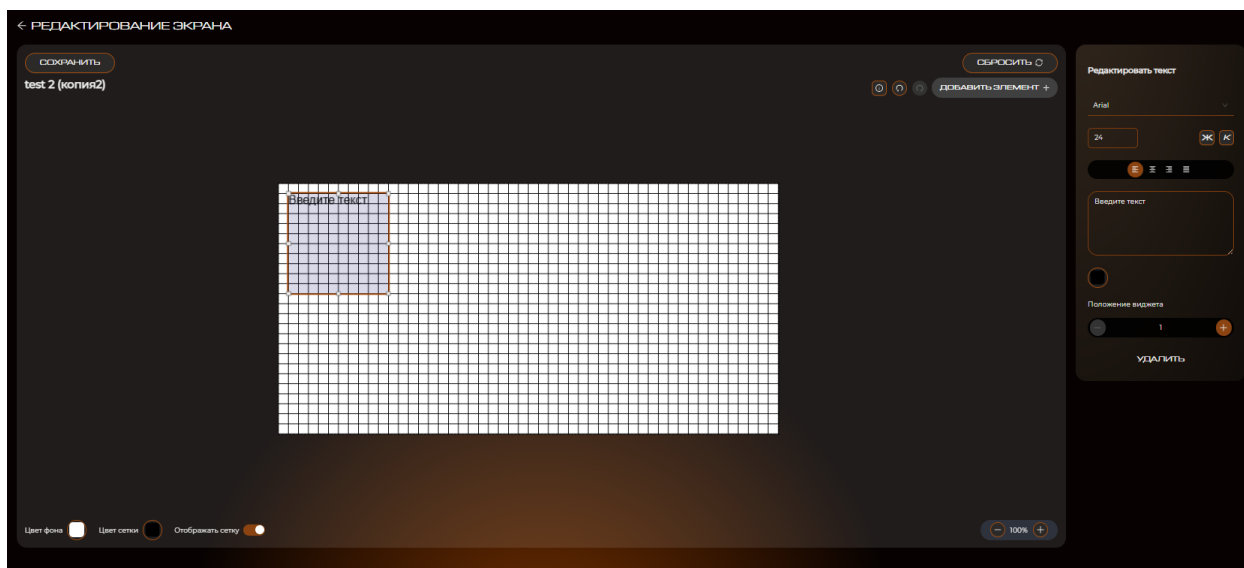 ← РЕДАКТИРОВАНИЕ ЭКРАНА
СОХРАНИТЬ
СБРОСИТЬ
test 2 (копия2)
ДОБАВИТЬ ЭЛЕМЕНТ +
Введите текст
Цвет фона
Цвет сетки
Отображать сетку
− 100% +
Редактировать текст
Arial
24
Ж К
Введите текст
Положение виджета
− 1 +
УДАЛИТЬ